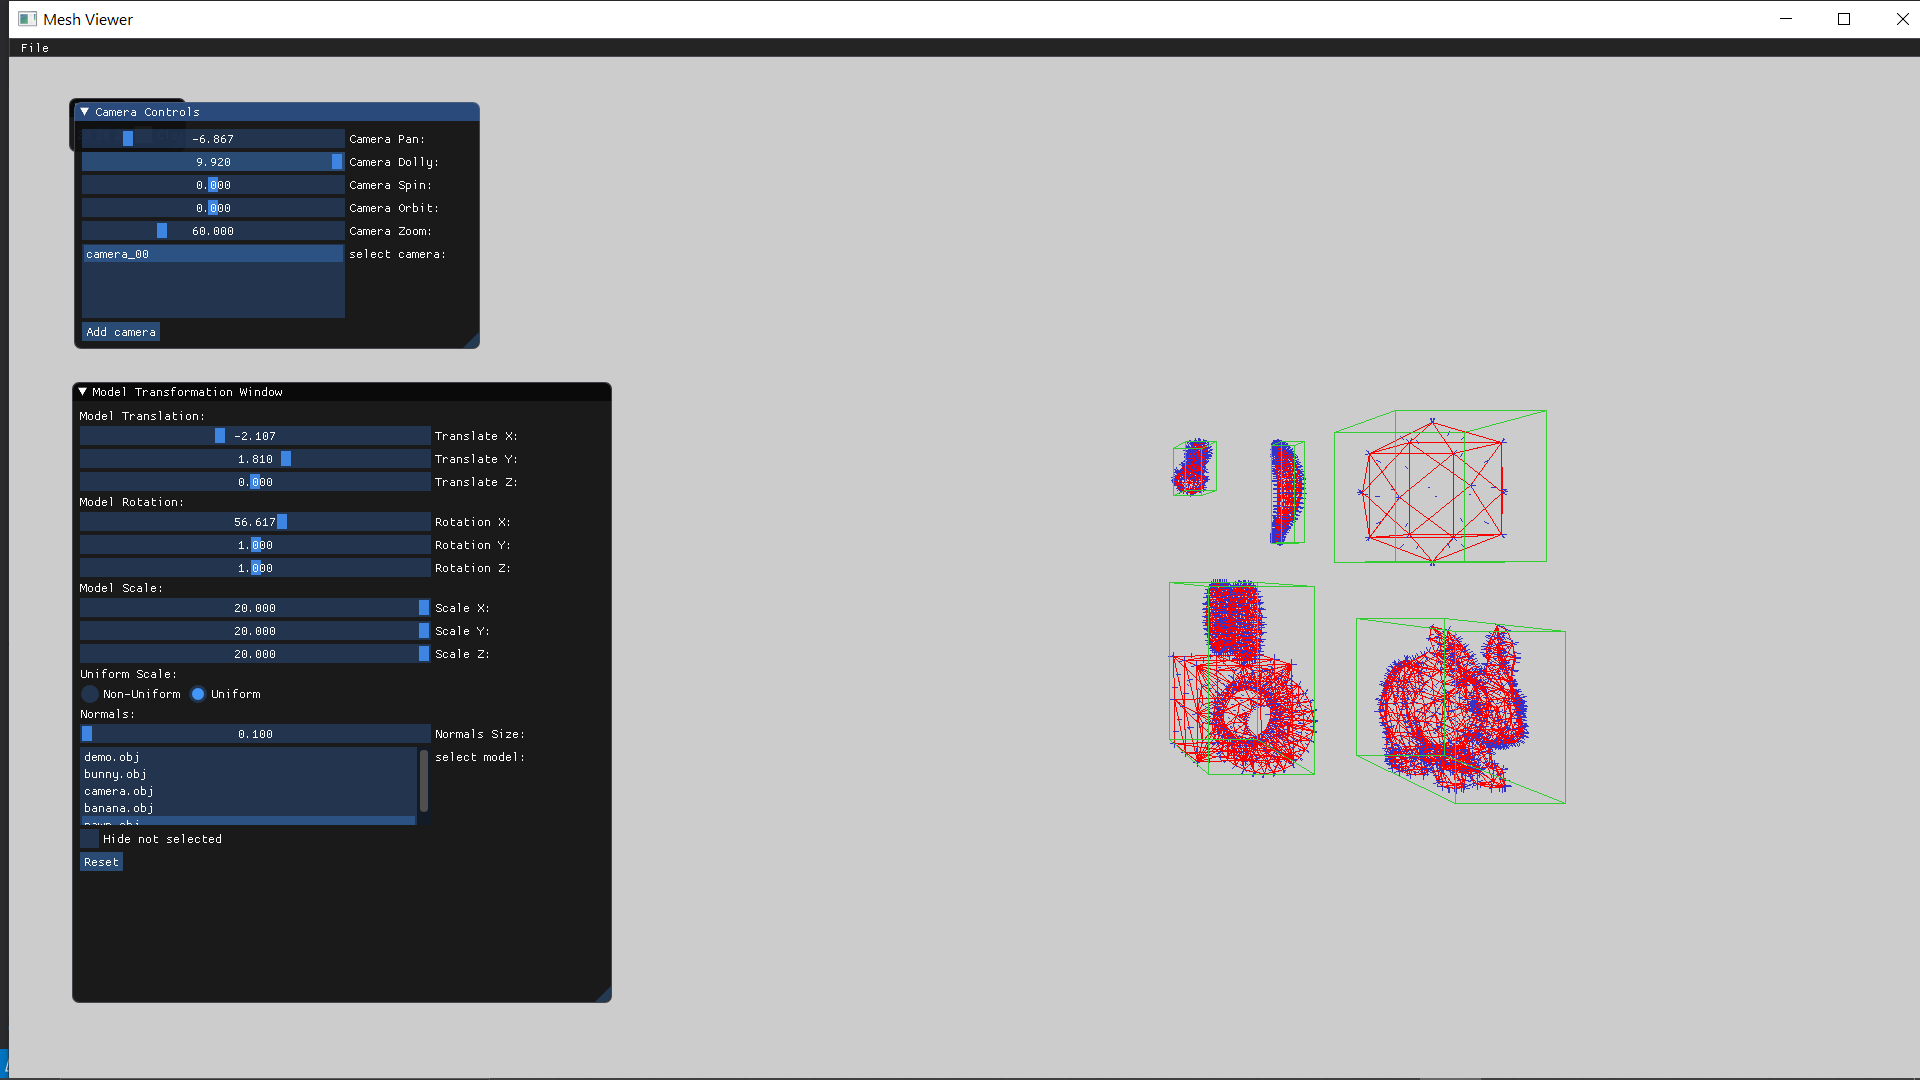 Mesh Viewer
File
Camera Controls
-6.867 Camera Pan:
9.920 Camera Dolly:
0.000 Camera Spin:
0.000 Camera Orbit:
60.000 Camera Zoom:
camera_00 select camera:
Add camera
Model Transformation Window
Model Translation:
-2.107 Translate X:
1.810 Translate Y:
0.000 Translate Z:
Model Rotation:
56.617 Rotation X:
1.000 Rotation Y:
1.000 Rotation Z:
Model Scale:
20.000 Scale X:
20.000 Scale Y:
20.000 Scale Z:
Uniform Scale:
Non-Uniform Uniform
Normals:
0.100 Normals Size:
demo.obj select model:
bunny.obj
camera.obj
banana.obj
Hide not selected
Reset